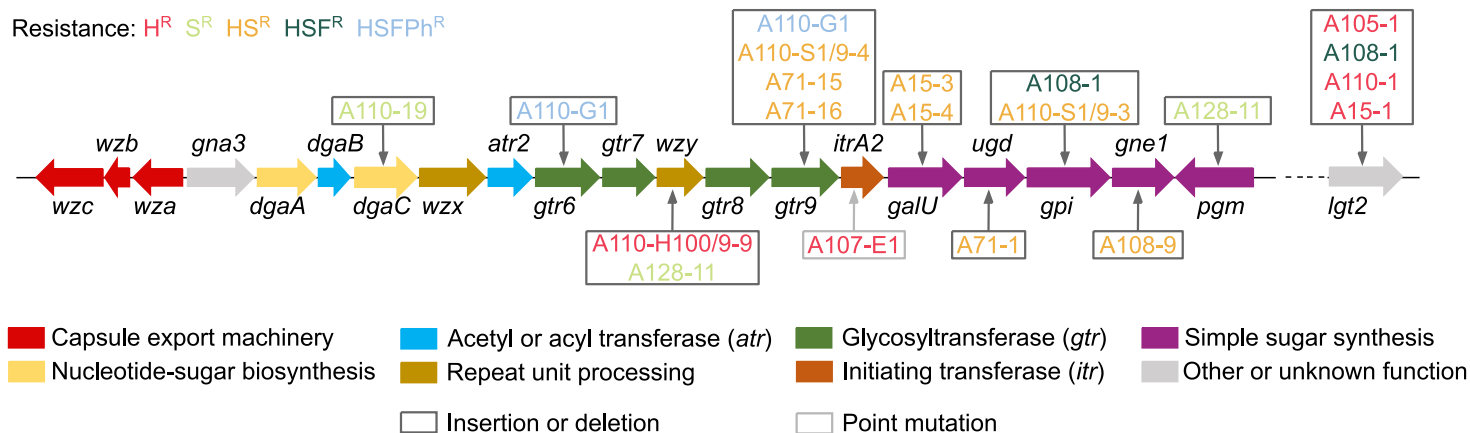 Resistance: H^R S^R HS^R HSF^R HSFPh^R
A110-G1
A110-S1/9-4
A71-15
A71-16
A105-1
A108-1
A110-1
A15-1
A110-19
A110-G1
A15-3
A15-4
A108-1
A110-S1/9-3
A128-11
wzb gna3 dgaB atr2 gtr7 wzy itrA2 ugd gne1
wzc wza dgaA dgaC wzx gtr6 gtr8 gtr9 galU gpi pgm lgt2
A110-H100/9-9
A128-11
A107-E1
A71-1
A108-9
Capsule export machinery
Acetyl or acyl transferase (atr)
Glycosyltransferase (gtr)
Simple sugar synthesis
Nucleotide-sugar biosynthesis
Repeat unit processing
Initiating transferase (itr)
Other or unknown function
Insertion or deletion
Point mutation